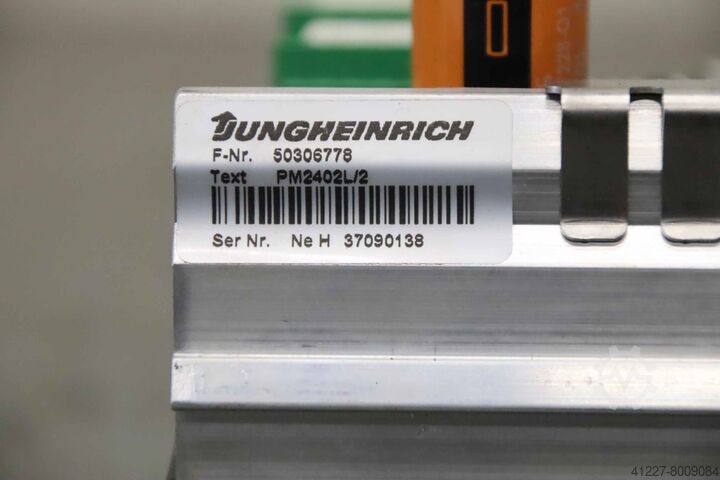 JUNGHEINRICH
F-Nr. 50306778
Text PM2402L/2
Ser Nr. Ne H 37090138
41227-8009084